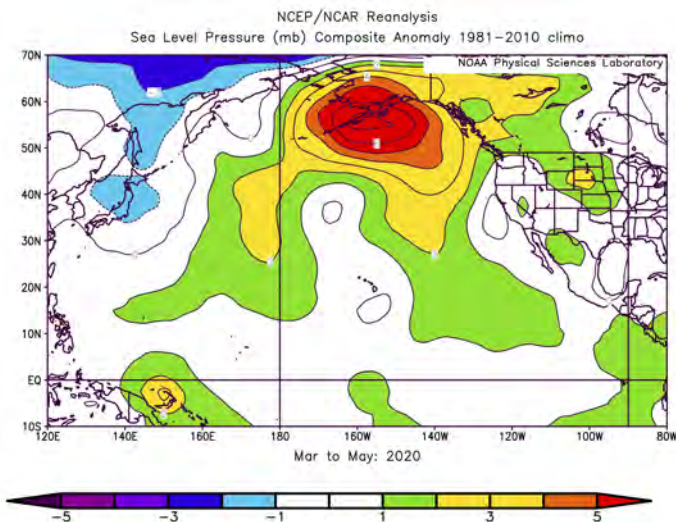 NCEP/NCAR Reanalysis
Sea Level Pressure (mb) Composite Anomaly 1981-2010 climo
NOAA Physical Sciences Laboratory
70N
60N
50N
40N
30N
20N
10N
EQ
10S
120E 140E 160E 180 160W 140W 120W 100W 80W
Mar to May: 2020
-5 -3 -1 1 3 5